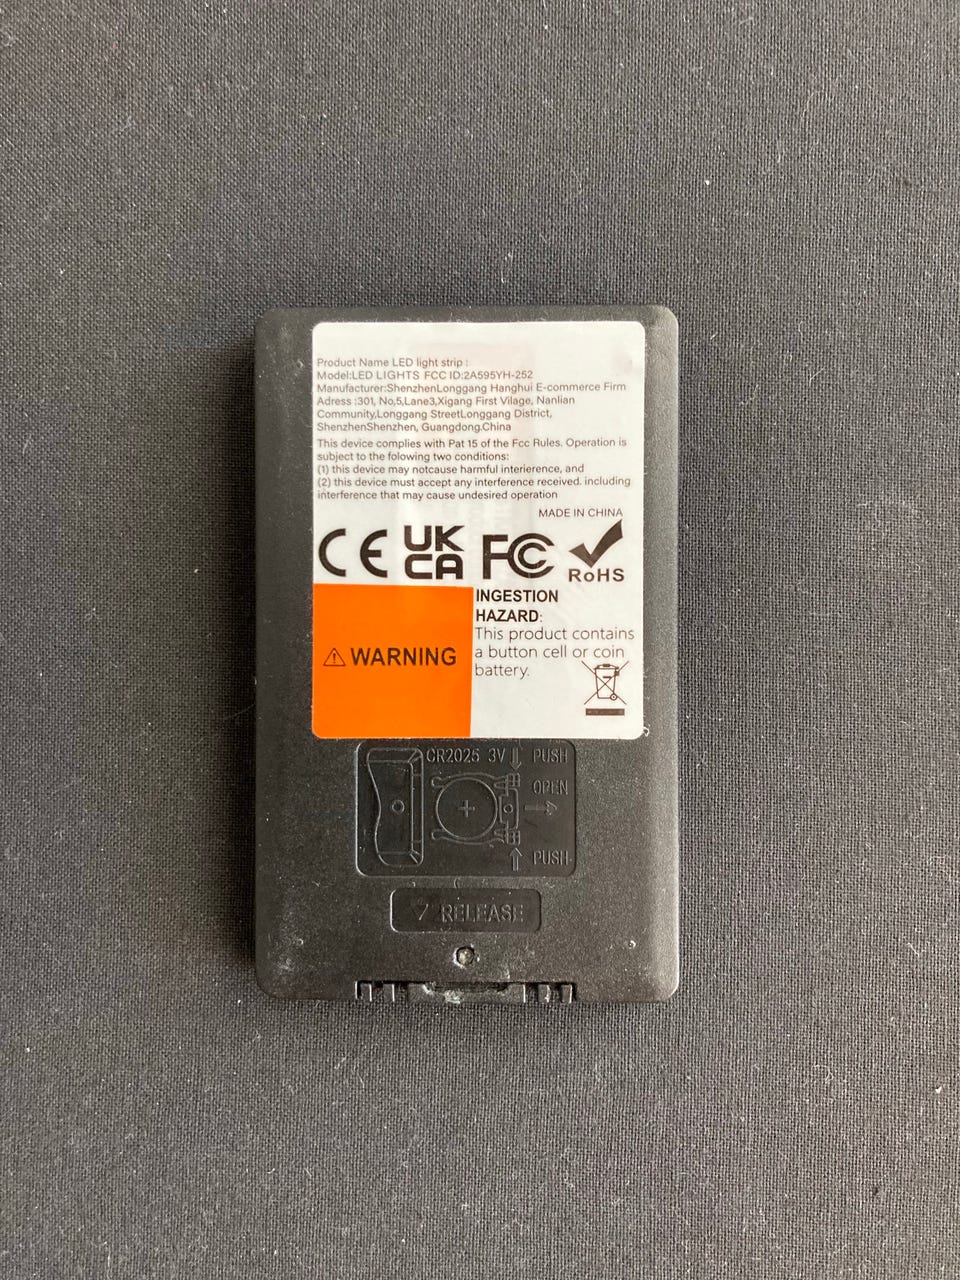 Product Name LED light strip :
Model:LED LIGHTS FCC ID:2A595YH-252
Manufacturer:ShenzhenLonggang Hanghui E-commerce Firm
Adress :301, No,5,Lane3,Xigang First Vilage, Nanlian
Community,Longgang StreetLonggang District,
ShenzhenShenzhen, Guangdong.China
This device complies with Pat 15 of the Fcc Rules. Operation is
subject to the folowing two conditions:
(1) this device may notcause harmful interierence, and
(2) this device must accept any interference received. including
interference that may cause undesired operation
MADE IN CHINA
CE UKCA FC RoHS
INGESTION
HAZARD:
⚠ WARNING
This product contains
a button cell or coin
battery.
CR2025 3V PUSH
OPEN
+
PUSH
RELEASE